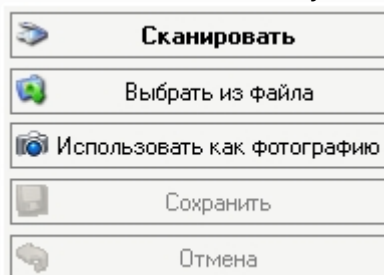 Сканировать
Выбрать из файла
Использовать как фотографию
Сохранить
Отмена